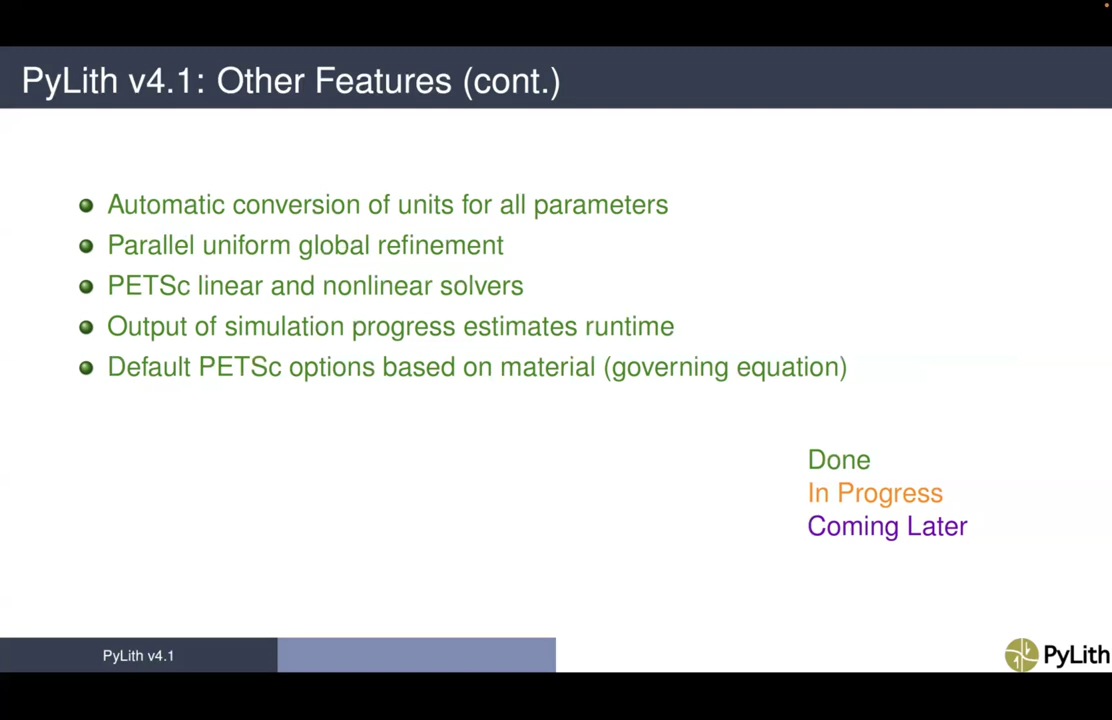 PyLith v4.1: Other Features (cont.)
Automatic conversion of units for all parameters
Parallel uniform global refinement
PETSc linear and nonlinear solvers
Output of simulation progress estimates runtime
Default PETSc options based on material (governing equation)
Done
In Progress
Coming Later
PyLith v4.1
PyLith